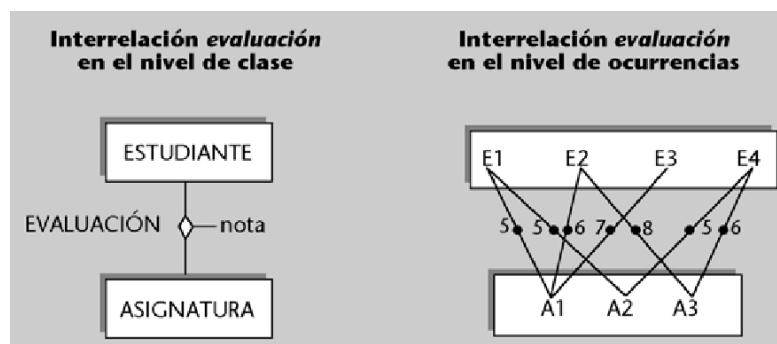 Interrelación evaluación
en el nivel de clase
ESTUDIANTE
EVALUACIÓN
nota
ASIGNATURA
Interrelación evaluación
en el nivel de ocurrencias
E1 E2 E3 E4
5 5 6 7 8 5 6
A1 A2 A3